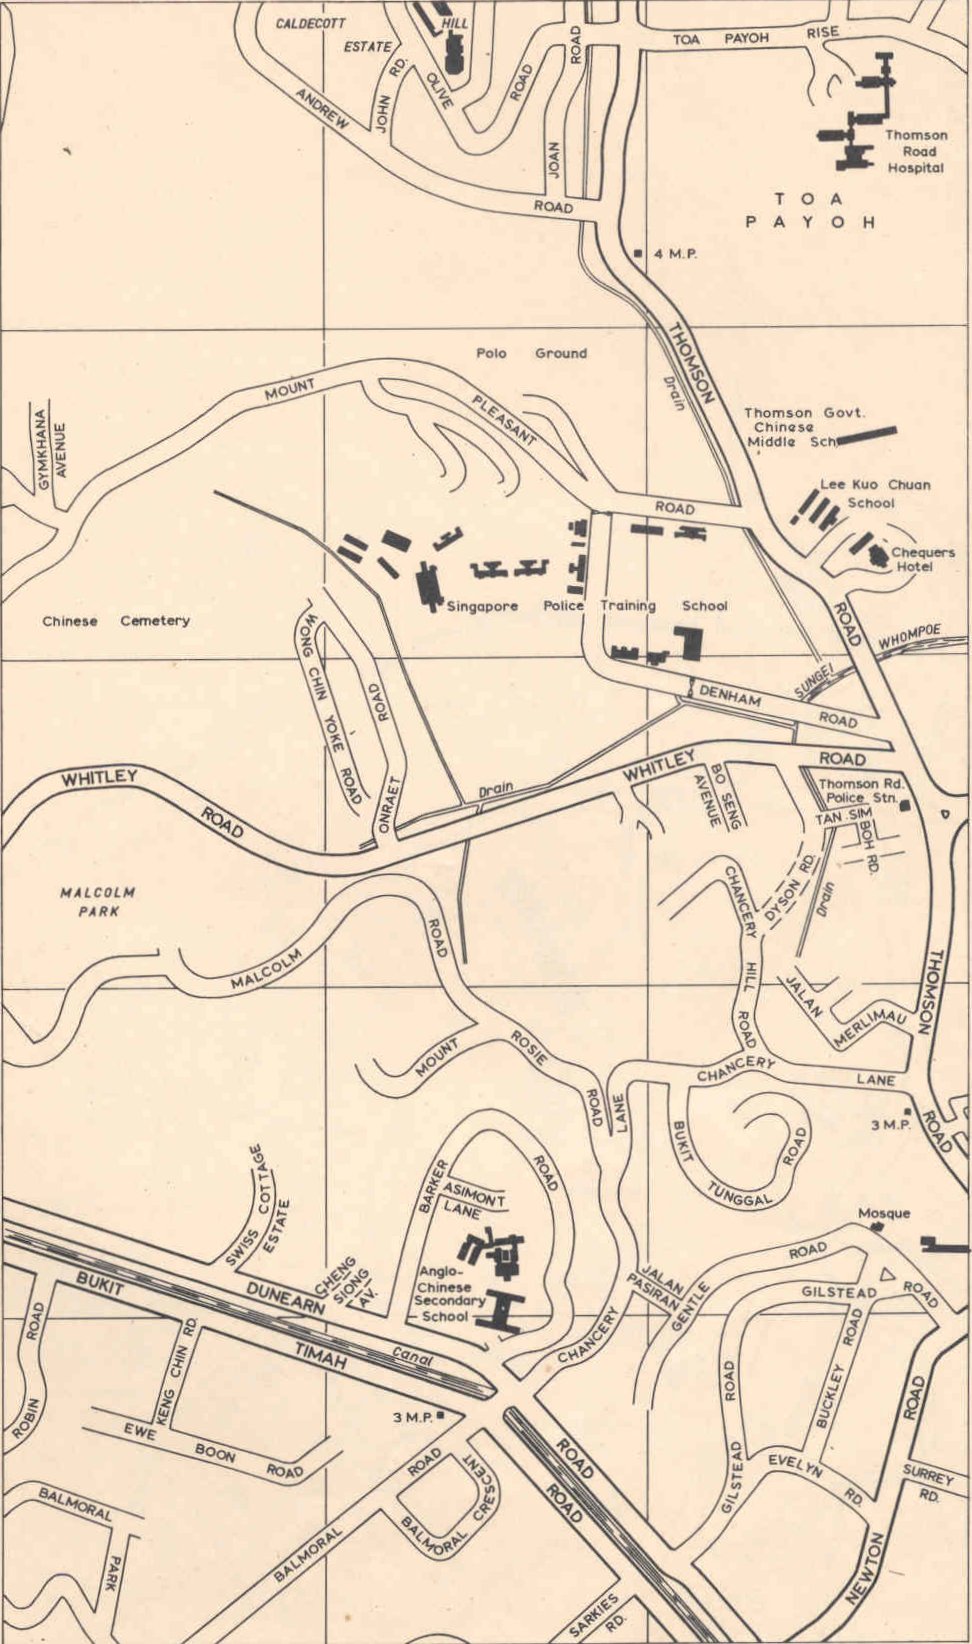 CALDECOTT
HILL
ESTATE
ANDREW
ROAD
JOHN
RD.
OLIVE
ROAD
JOAN
ROAD
TOA PAYOH RISE
Thomson
Road
Hospital
TOA
PAYOH
4 M.P.
THOMSON
Drain
Polo Ground
MOUNT
PLEASANT
ROAD
GYMKHANA
AVENUE
Thomson Govt.
Chinese
Middle Sch.
Lee Kuo Chuan
School
Chequers
Hotel
ROAD
Singapore Police Training School
Chinese Cemetery
WHOMPOE
SUNGEI
WONG CHIN YOKE ROAD
ONRAET
ROAD
DENHAM
ROAD
WHITLEY
ROAD
Drain
WHITLEY
ROAD
BO SENG
AVENUE
Thomson Rd.
Police Stn.
TAN SIM
BOH RD.
DYSON RD.
Drain
MALCOLM
PARK
MALCOLM
ROAD
CHANCERY
HILL
ROAD
JALAN
MERLIMAU
THOMSON
ROAD
MOUNT
ROSIE
ROAD
LANE
CHANCERY
LANE
3 M.P.
BUKIT
TUNGGAL
ROAD
SWISS COTTAGE
ESTATE
BARKER
ROAD
ASIMONT
LANE
Anglo-
Chinese
Secondary
School
CHENG
SIONG
AV.
Mosque
JALAN
PASIRAN
GENTLE
ROAD
GILSTEAD
ROAD
BUKIT
TIMAH
DUNEARN
Canal
CHANCERY
ROBIN
ROAD
KENG CHIN RD.
EWE
BOON
ROAD
3 M.P.
ROAD
ROAD
BALMORAL
ROAD
BALMORAL
CRESCENT
ROAD
GILSTEAD
BUCKLEY
ROAD
EVELYN
RD.
ROAD
NEWTON
SURREY
RD.
BALMORAL
PARK
SARKIES
RD.